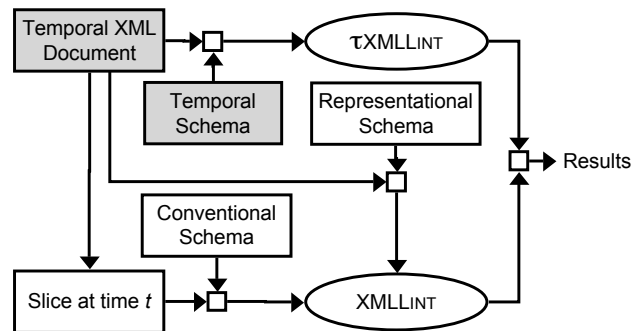 Temporal XML
Document
τXMLLINT
Temporal
Schema
Representational
Schema
Results
Conventional
Schema
Slice at time t
XMLLINT